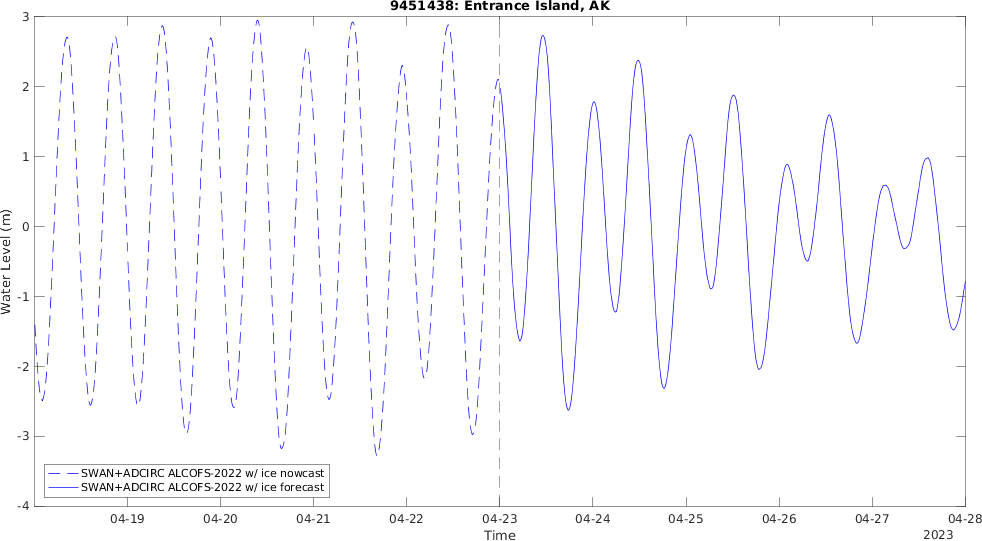 9451438: Entrance Island, AK
3
2
1
0
-1
-2
-3
-4
Water Level (m)
SWAN+ADCIRC ALCOFS-2022 w/ ice nowcast
SWAN+ADCIRC ALCOFS-2022 w/ ice forecast
04-19 04-20 04-21 04-22 04-23 04-24 04-25 04-26 04-27 04-28
Time
2023